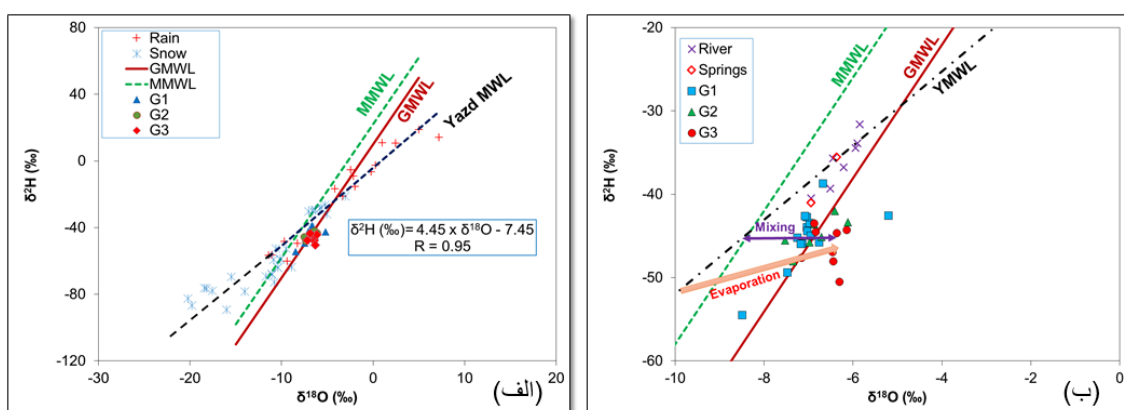 80
40
0
-40
-80
-120
δ²H (‰)
Rain
Snow
GMWL
MMWL
G1
G2
G3
MMWL
GMWL
Yazd MWL
δ²H (‰)= 4.45 x δ¹⁸O - 7.45
R = 0.95
-30
-20
-10
0
10
20
δ¹⁸O (‰)
(الف)
-20
-30
-40
-50
-60
δ²H (‰)
River
Springs
G1
G2
G3
MMWL
GMWL
YMWL
Mixing
Evaporation
-10
-8
-6
-4
-2
0
δ¹⁸O (‰)
(ب)